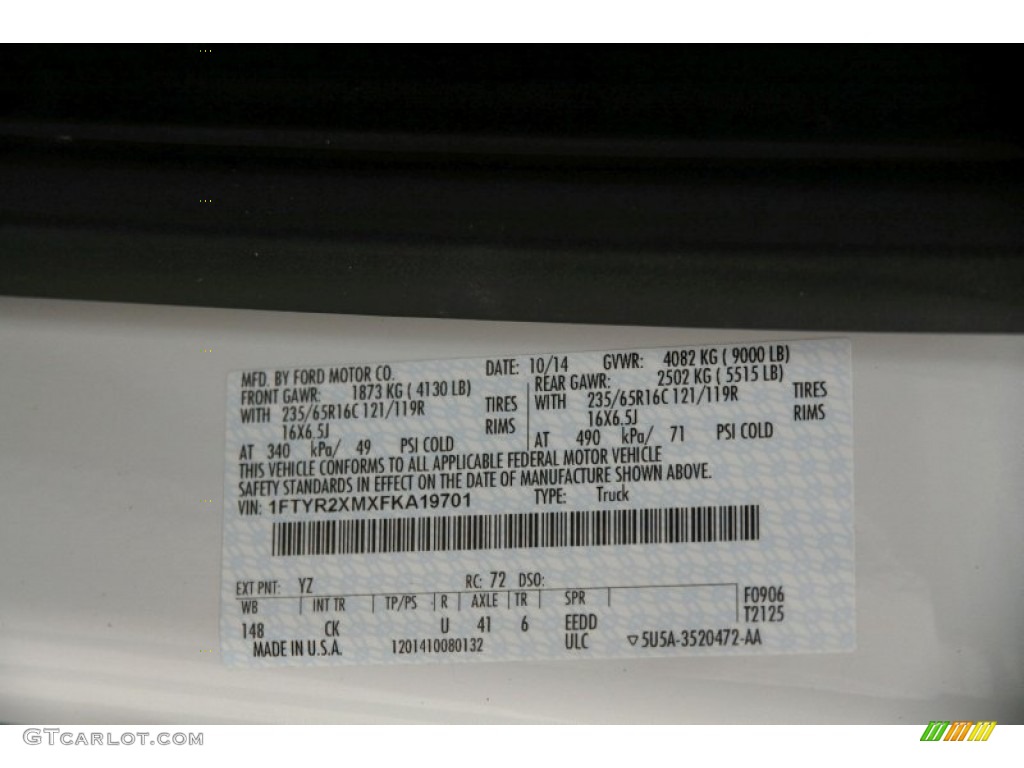 MFD. BY FORD MOTOR CO. DATE: 10/14 GVWR: 4082 KG ( 9000 LB)
FRONT GAWR: 1873 KG ( 4130 LB) REAR GAWR: 2502 KG ( 5515 LB)
WITH 235/65R16C 121/119R TIRES WITH 235/65R16C 121/119R TIRES
16X6.5J RIMS 16X6.5J RIMS
AT 340 kPa/ 49 PSI COLD AT 490 kPa/ 71 PSI COLD
THIS VEHICLE CONFORMS TO ALL APPLICABLE FEDERAL MOTOR VEHICLE
SAFETY STANDARDS IN EFFECT ON THE DATE OF MANUFACTURE SHOWN ABOVE.
VIN: 1FTYR2XMXFKA19701 TYPE: Truck
EXT PNT: YZ RC: 72 DSO:
WB INT TR TP/PS R AXLE TR SPR F0906
T2125
148 CK U 41 6 EEDD
MADE IN U.S.A. 1201410080132 ULC ▽5U5A-3520472-AA
GTCARLOT.COM